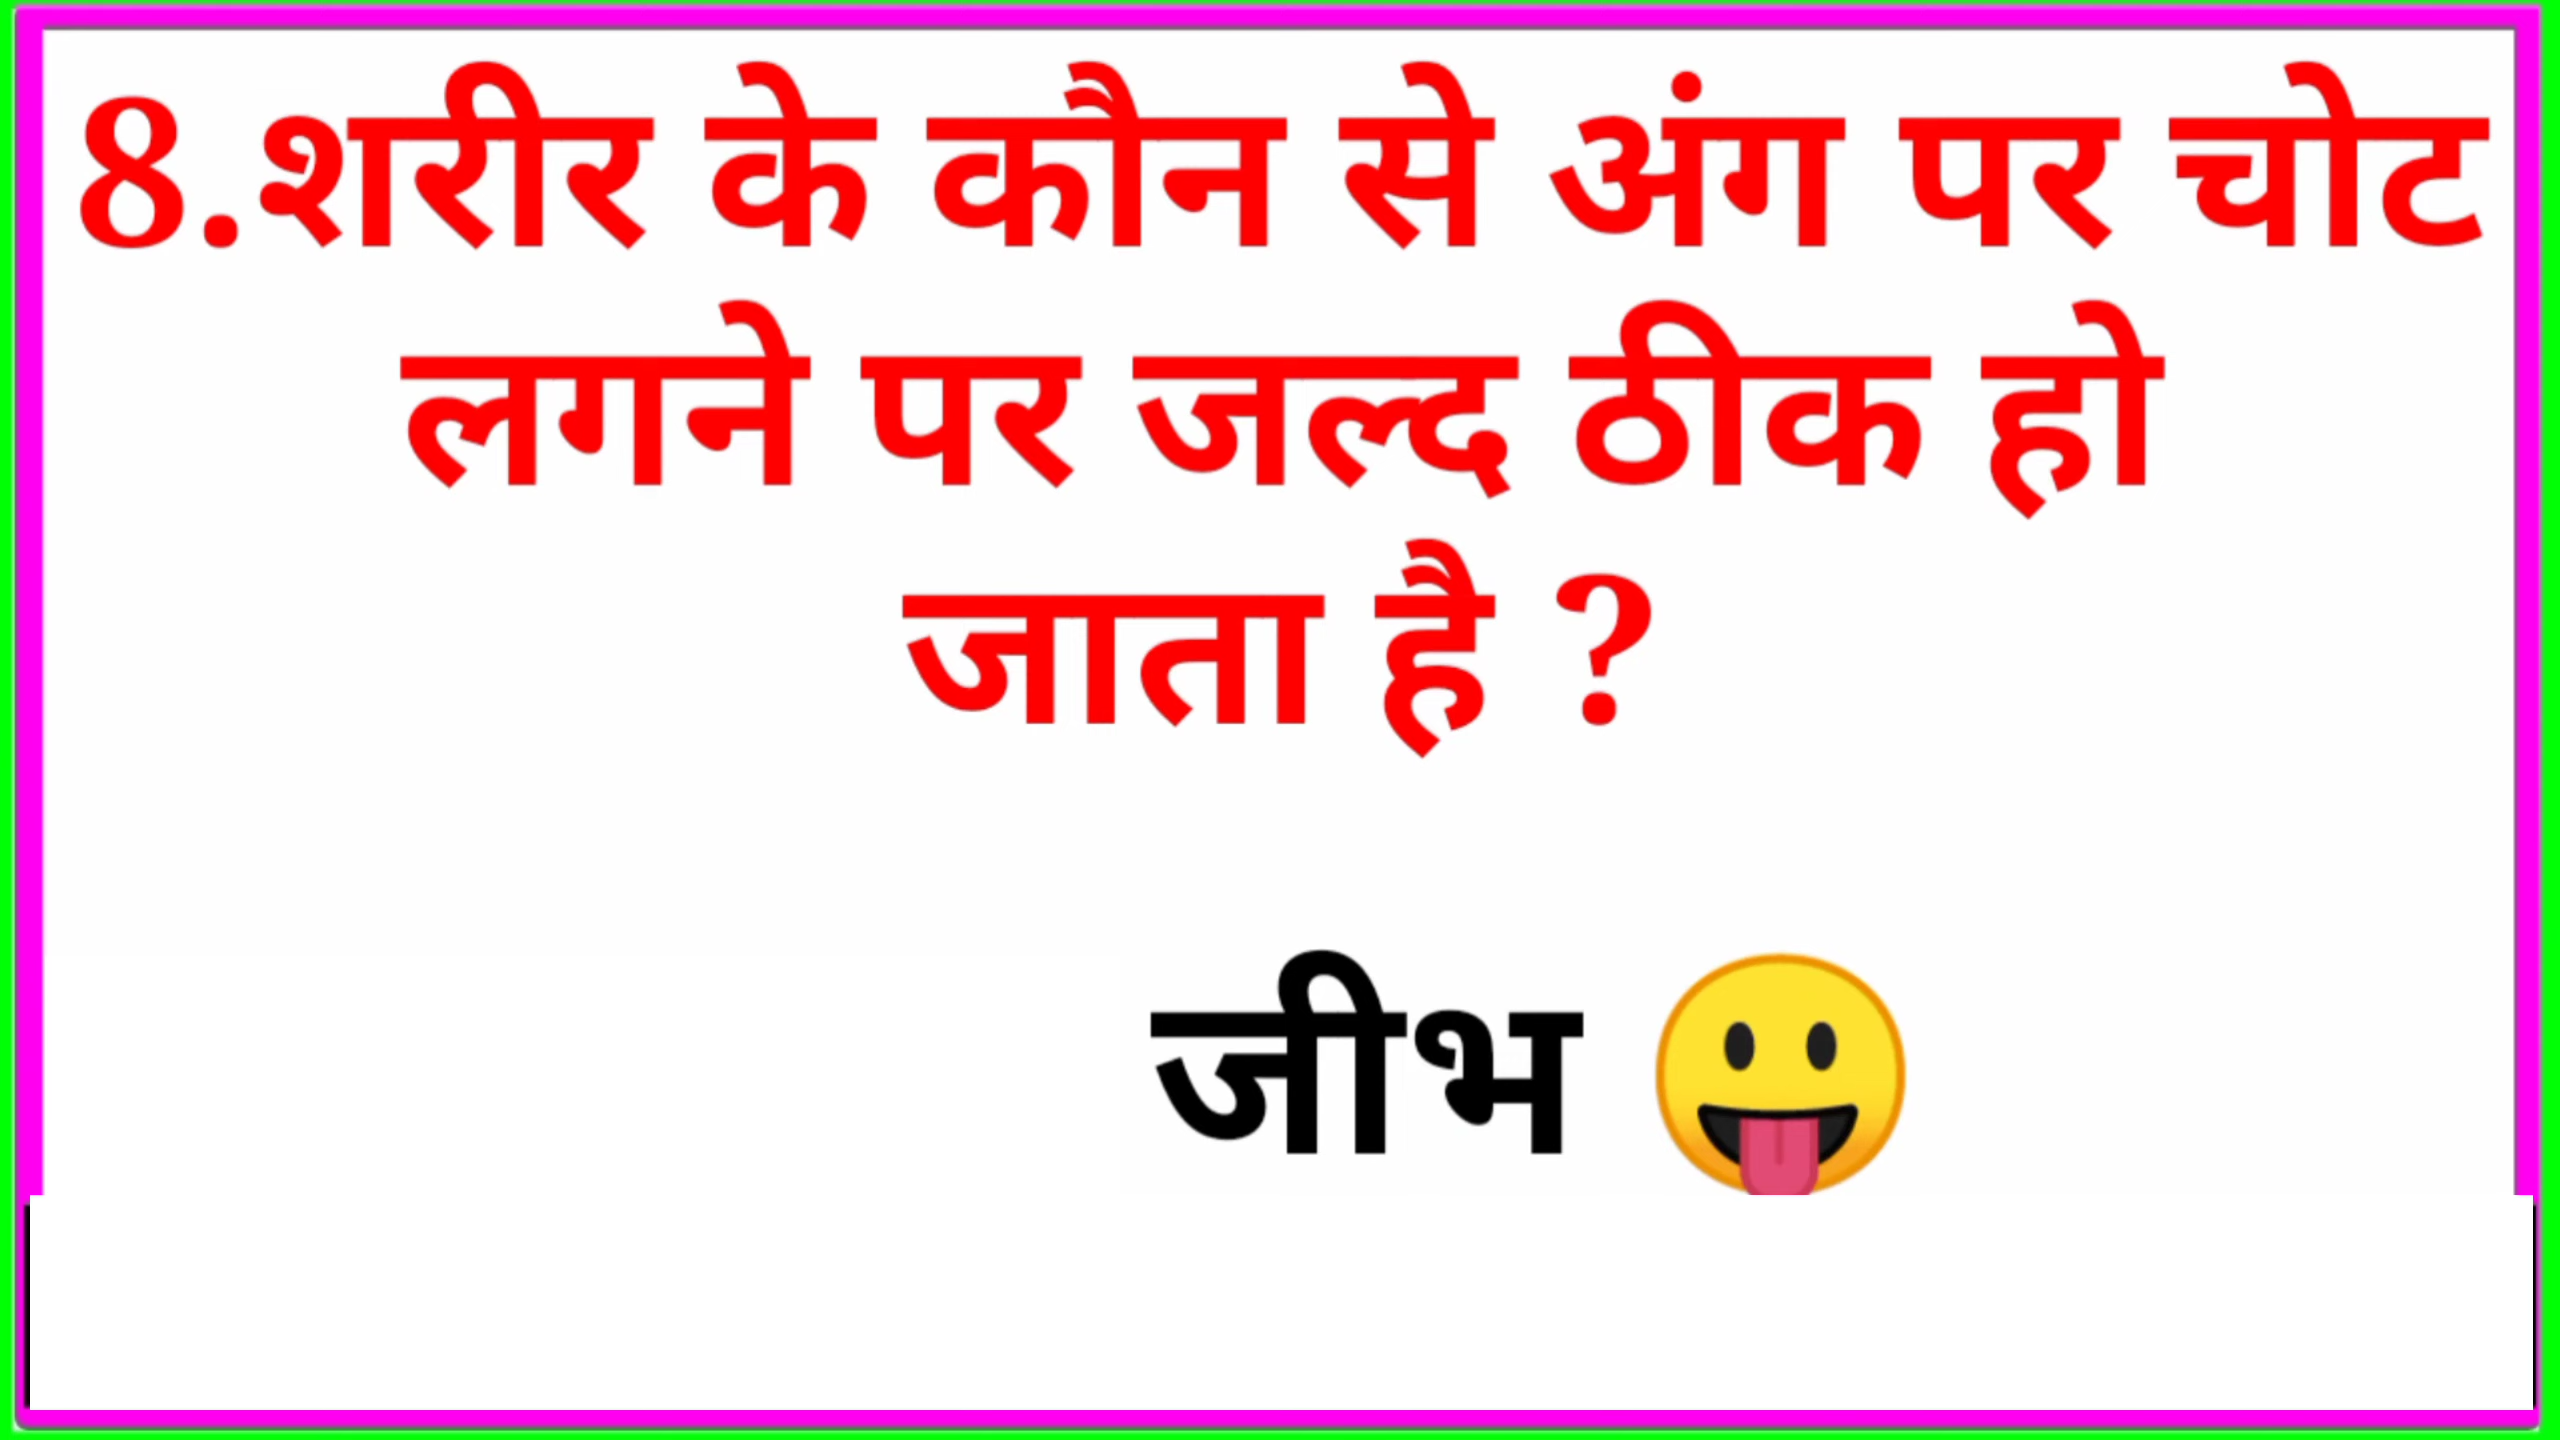 8.शरीर के कौन से अंग पर चोट
लगने पर जल्द ठीक हो
जाता है ?
जीभ 😛